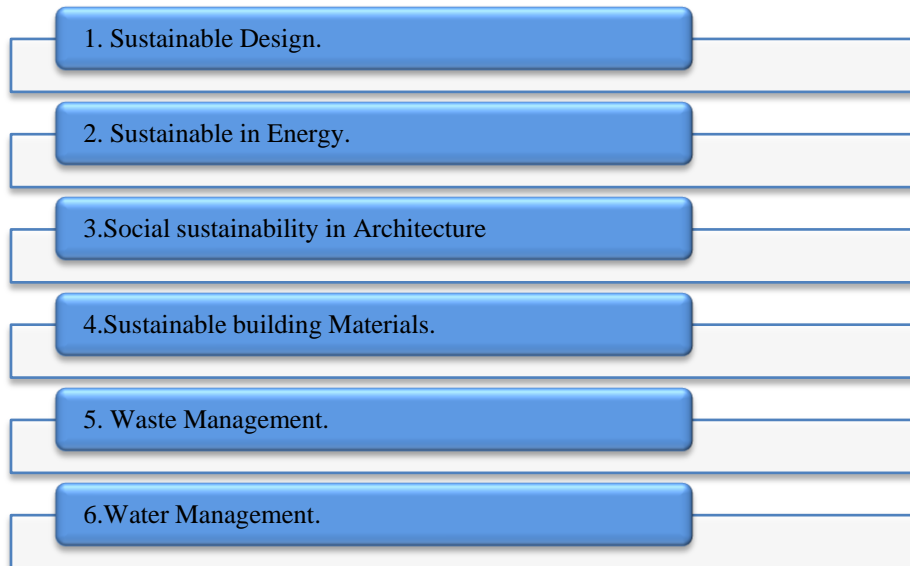 1. Sustainable Design.
2. Sustainable in Energy.
3.Social sustainability in Architecture
4.Sustainable building Materials.
5. Waste Management.
6.Water Management.